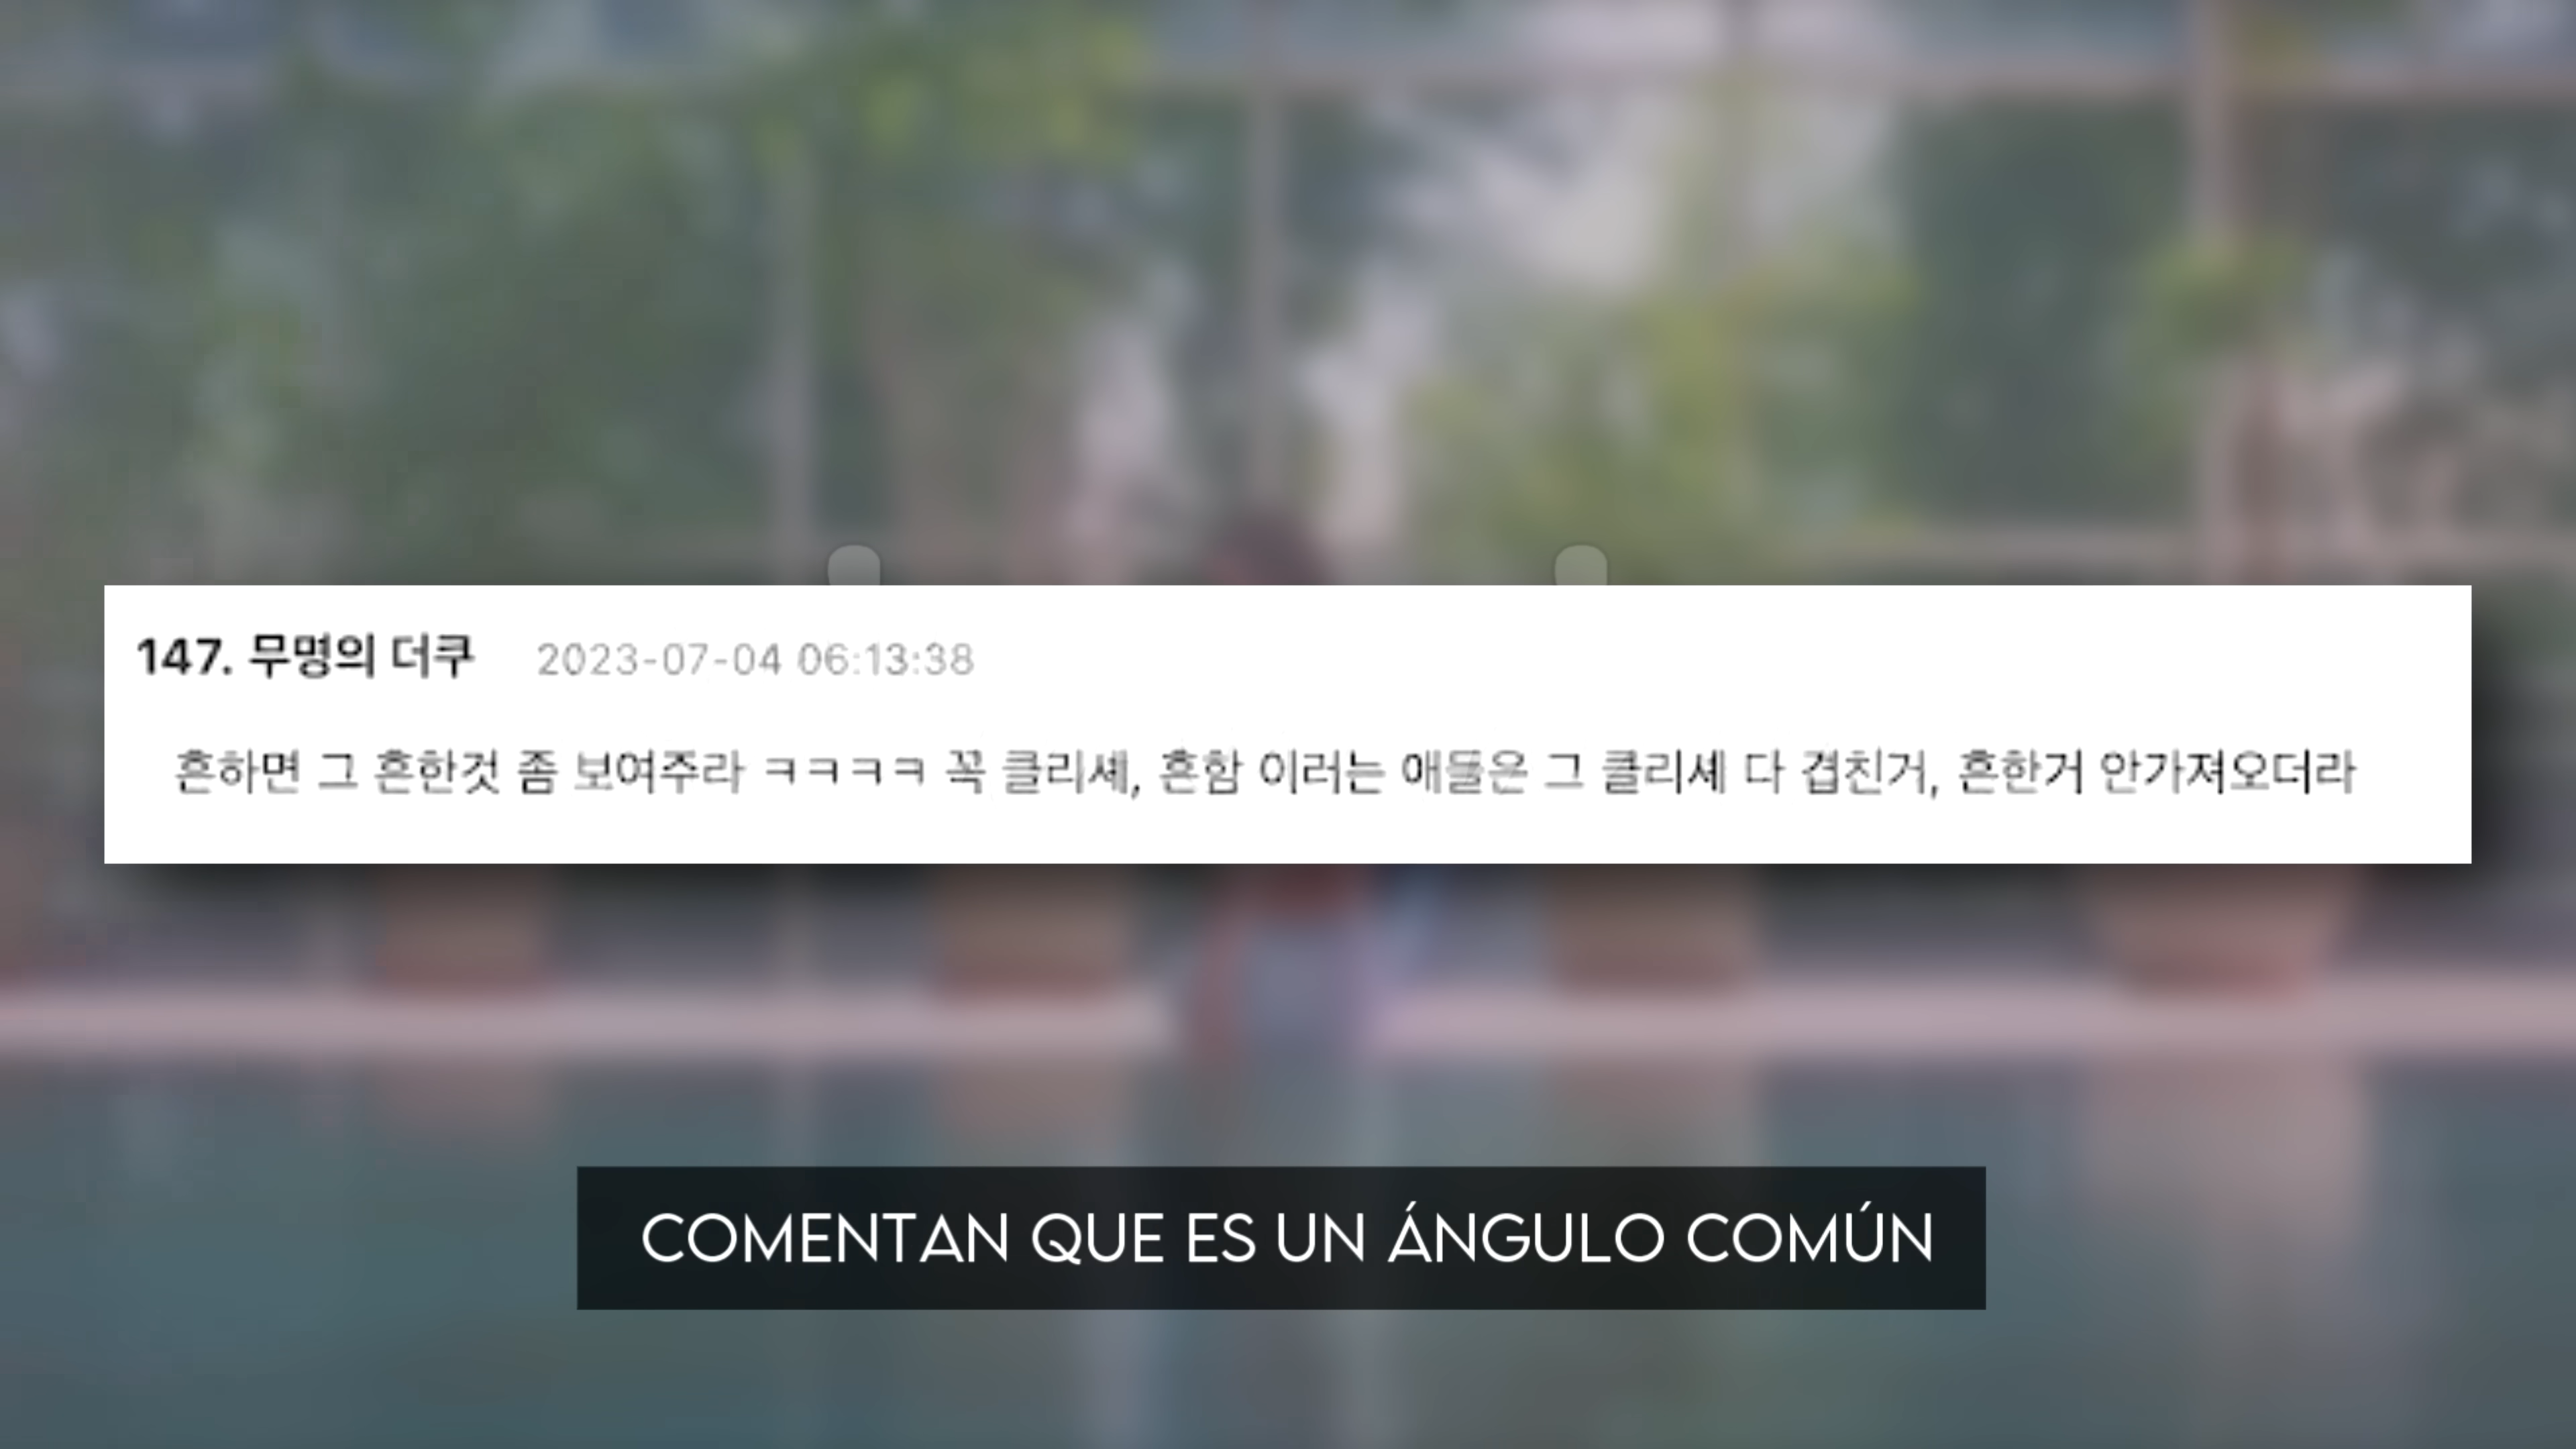 147. 무명의 더쿠 2023-07-04 06:13:38
흔하면 그 흔한것 좀 보여주라 ㅋㅋㅋㅋ 꼭 클리셰, 흔함 이러는 애들은 그 클리셰 다 겹친거, 흔한거 안가져오더라
COMENTAN QUE ES UN ÁNGULO COMÚN